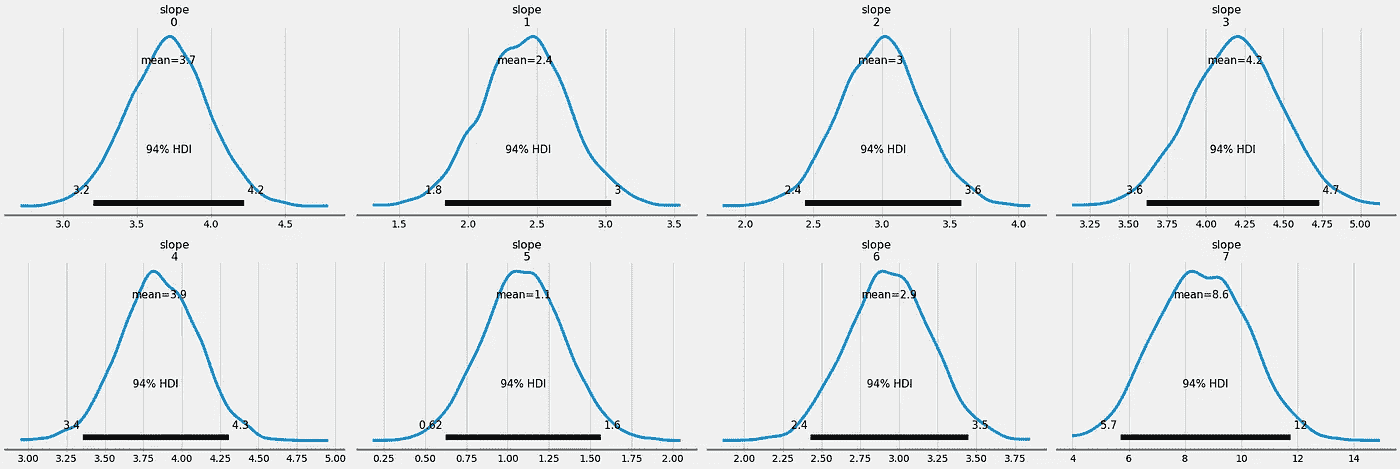 slope
0
mean=3.7
94% HDI
3.2 4.2
3.0 3.5 4.0 4.5
slope
1
mean=2.4
94% HDI
1.8 3
1.5 2.0 2.5 3.0 3.5
slope
2
mean=3
94% HDI
2.4 3.6
2.0 2.5 3.0 3.5 4.0
slope
3
mean=4.2
94% HDI
3.6 4.7
3.25 3.50 3.75 4.00 4.25 4.50 4.75 5.00
slope
4
mean=3.9
94% HDI
3.4 4.3
3.00 3.25 3.50 3.75 4.00 4.25 4.50 4.75 5.00
slope
5
mean=1.1
94% HDI
0.62 1.6
0.25 0.50 0.75 1.00 1.25 1.50 1.75 2.00
slope
6
mean=2.9
94% HDI
2.4 3.5
2.00 2.25 2.50 2.75 3.00 3.25 3.50 3.75
slope
7
mean=8.6
94% HDI
5.7 12
4 6 8 10 12 14